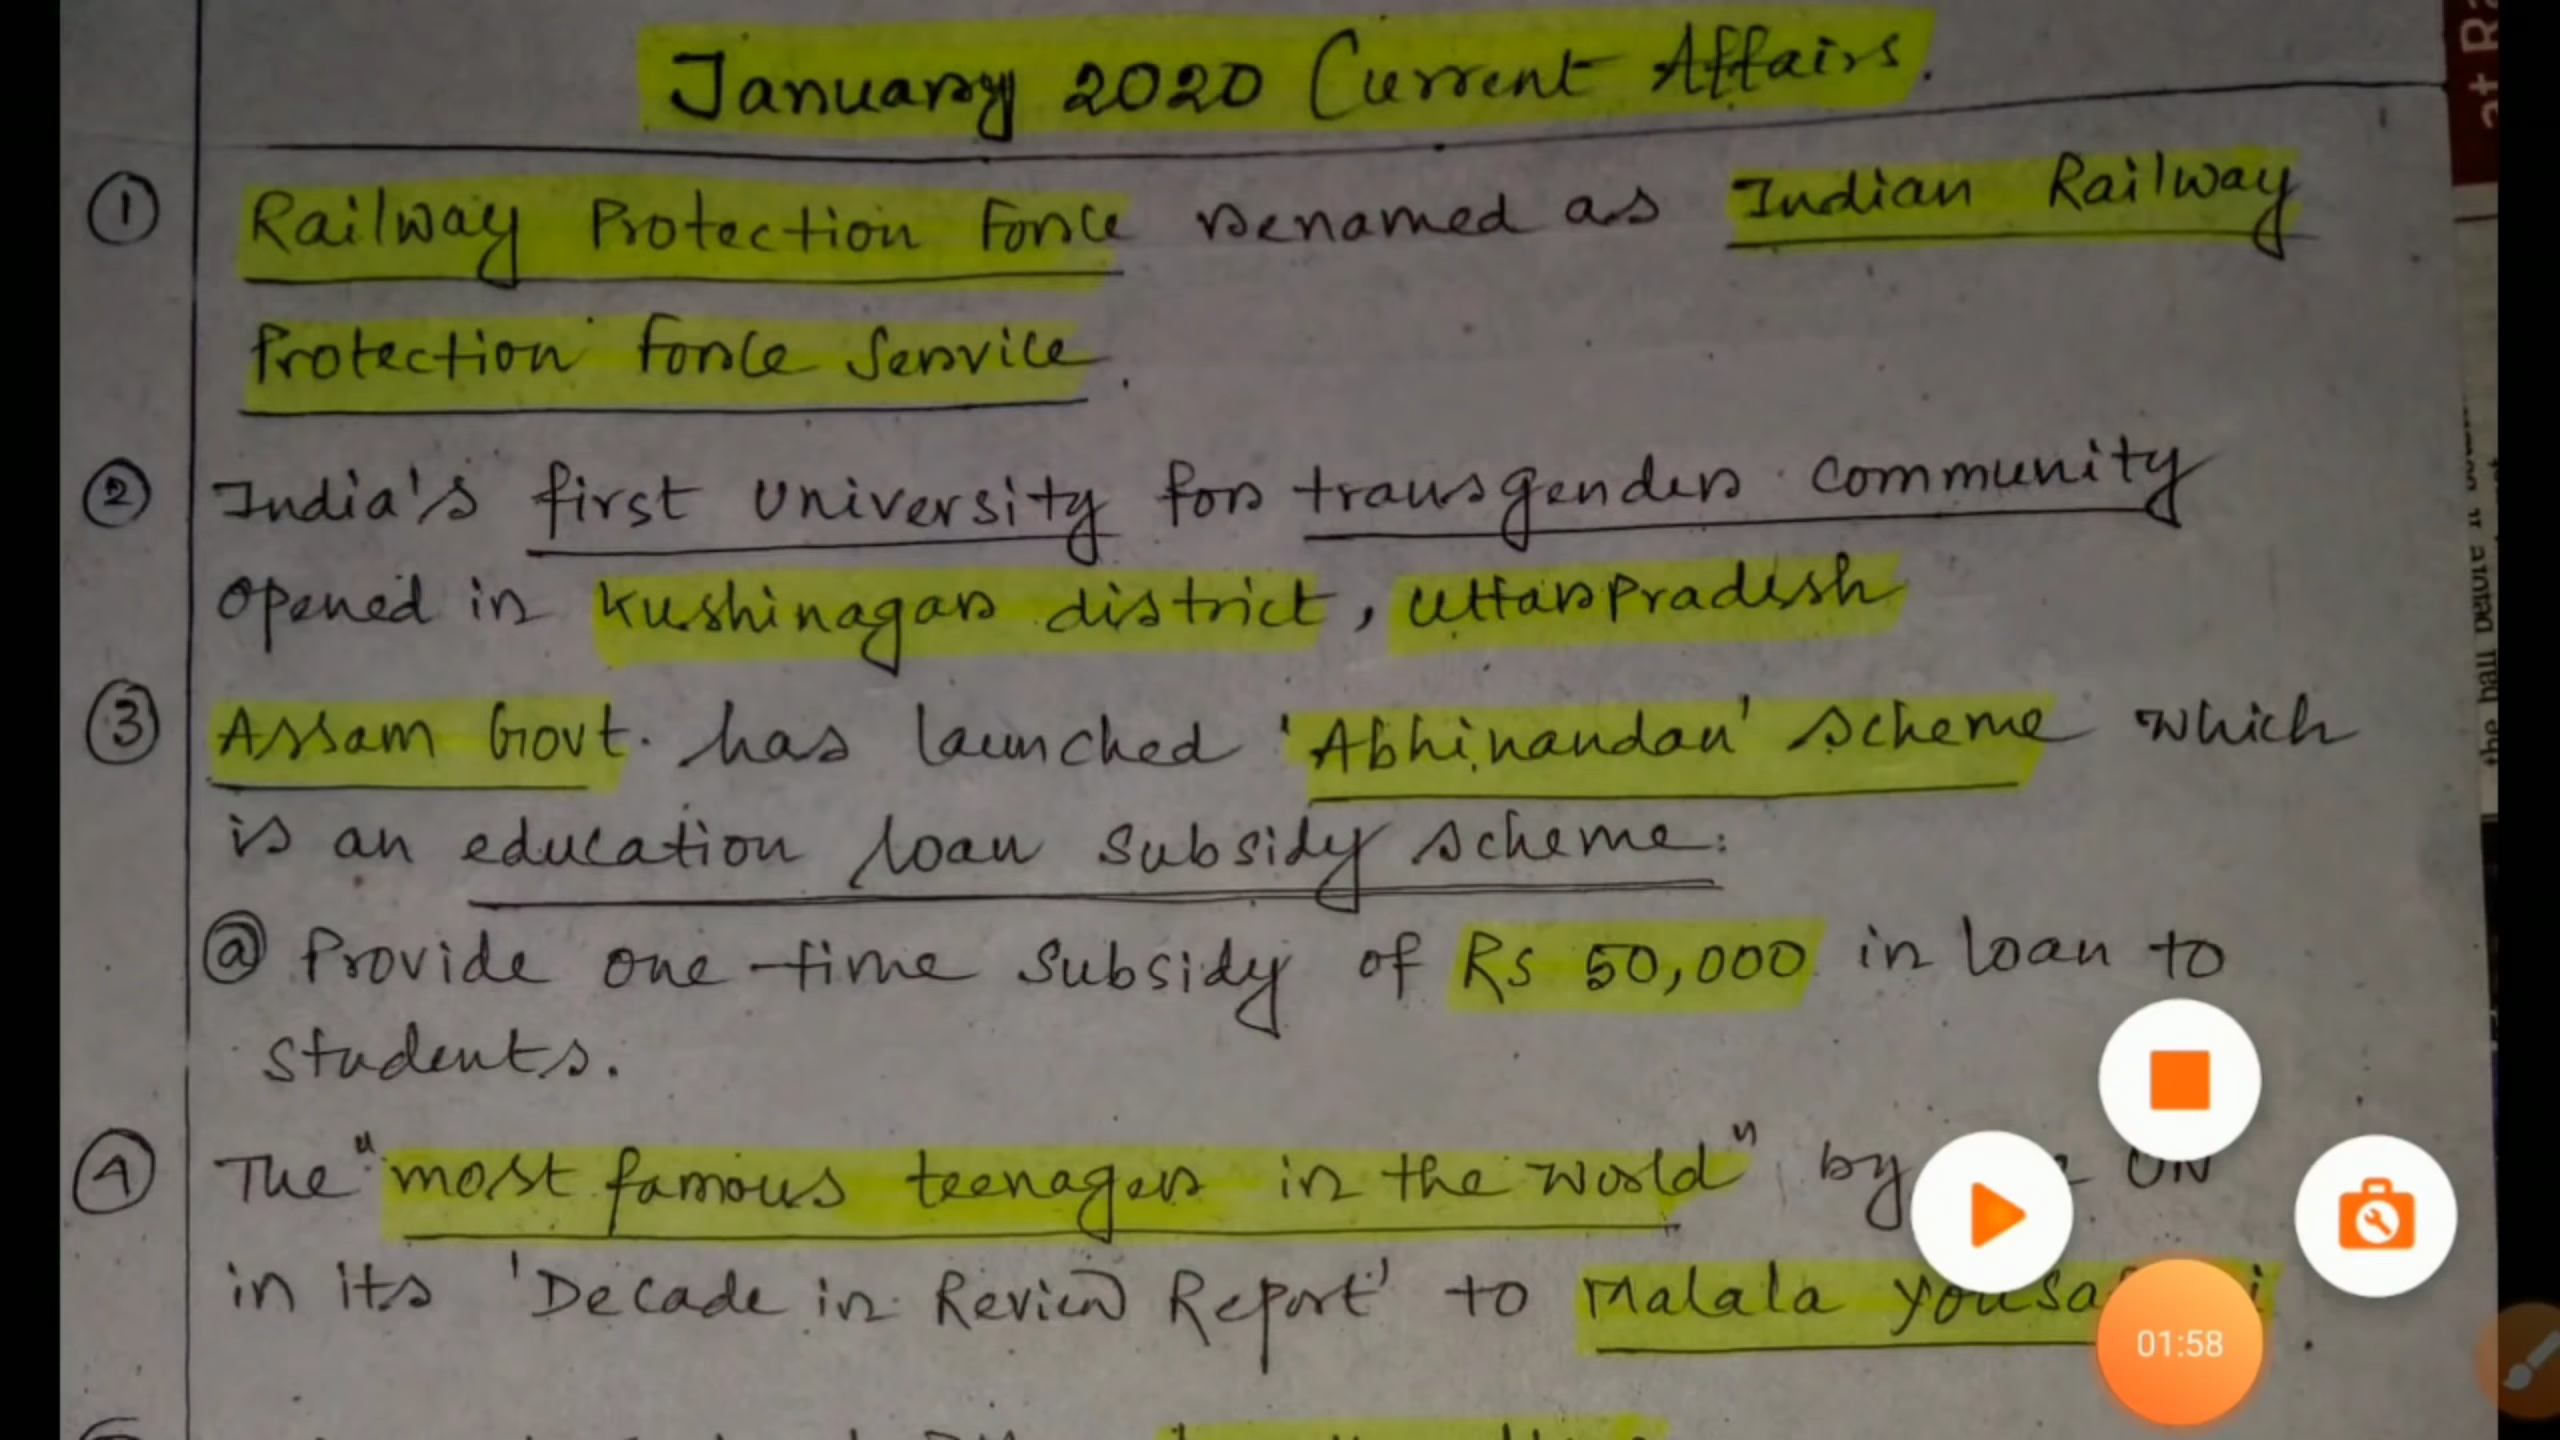 January 2020 Current Affairs.
① Railway Protection Force renamed as Indian Railway
Protection Force Service.
② India's first University for transgender community
opened in Kushinagar district, Uttar Pradesh
③ Assam Govt. has launched 'Abhinandan' scheme which
is an education loan subsidy scheme:
ⓐ Provide one-time subsidy of Rs 50,000 in loan to
students.
④ The "most famous teenager in the world" by UN
in its 'Decade in Review Report' to Malala
01:58